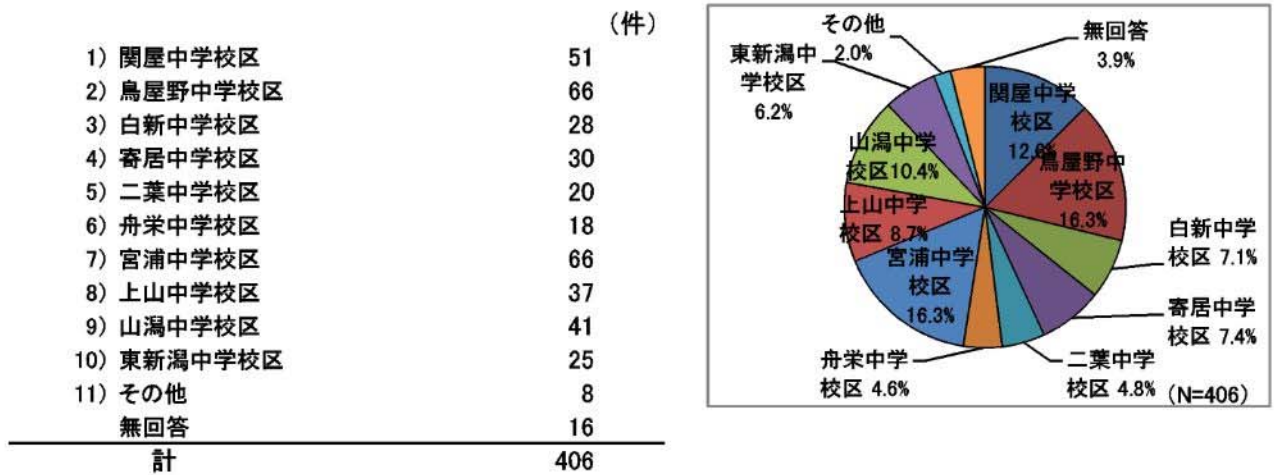 （件）
1）関屋中学校区 51
2）鳥屋野中学校区 66
3）白新中学校区 28
4）寄居中学校区 30
5）二葉中学校区 20
6）舟栄中学校区 18
7）宮浦中学校区 66
8）上山中学校区 37
9）山潟中学校区 41
10）東新潟中学校区 25
11）その他 8
無回答 16
計 406
その他
2.0%
無回答
3.9%
東新潟中
学校区
6.2%
関屋中学
校区
12.6%
鳥屋野中
学校区
16.3%
白新中学
校区 7.1%
寄居中学
校区
7.4%
二葉中学
校区 4.8%
舟栄中学
校区 4.6%
宮浦中学
校区
16.3%
上山中学
校区 8.7%
山潟中学
校区10.4%
（N=406）